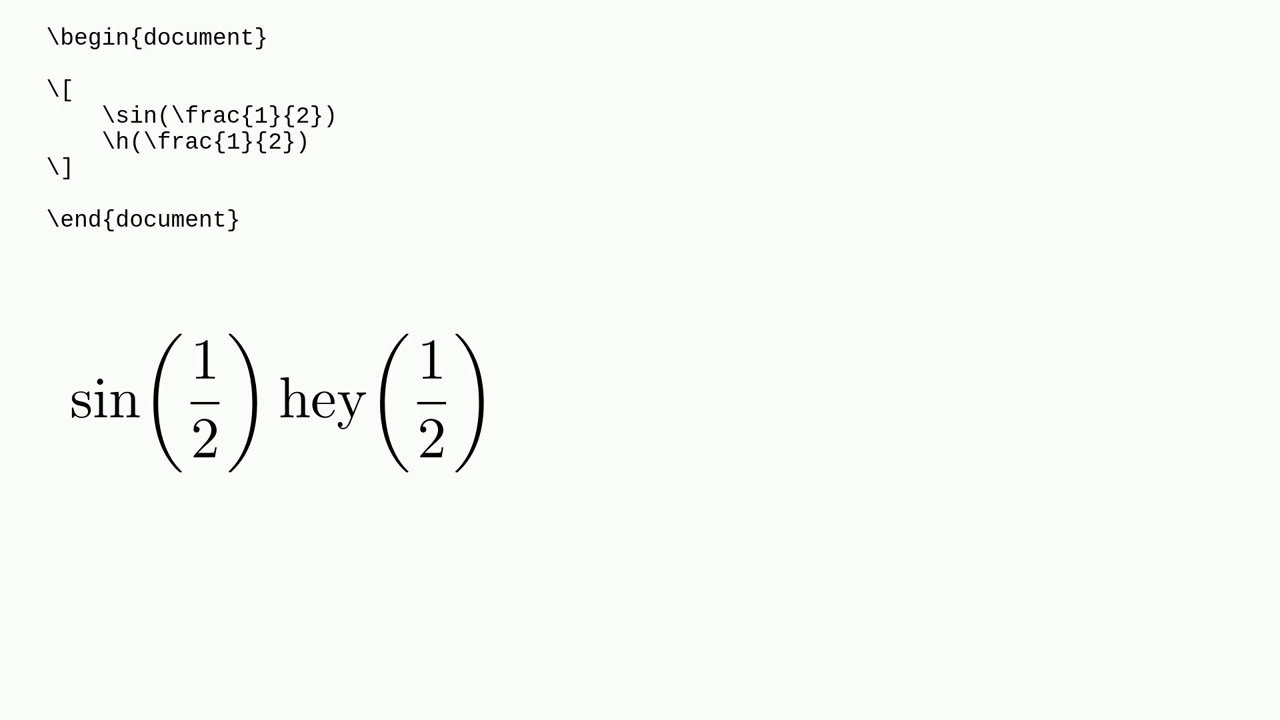 \begin{document}
\[
\sin(\frac{1}{2})
\h(\frac{1}{2})
\]
\end{document}
sin(1/2) hey(1/2)